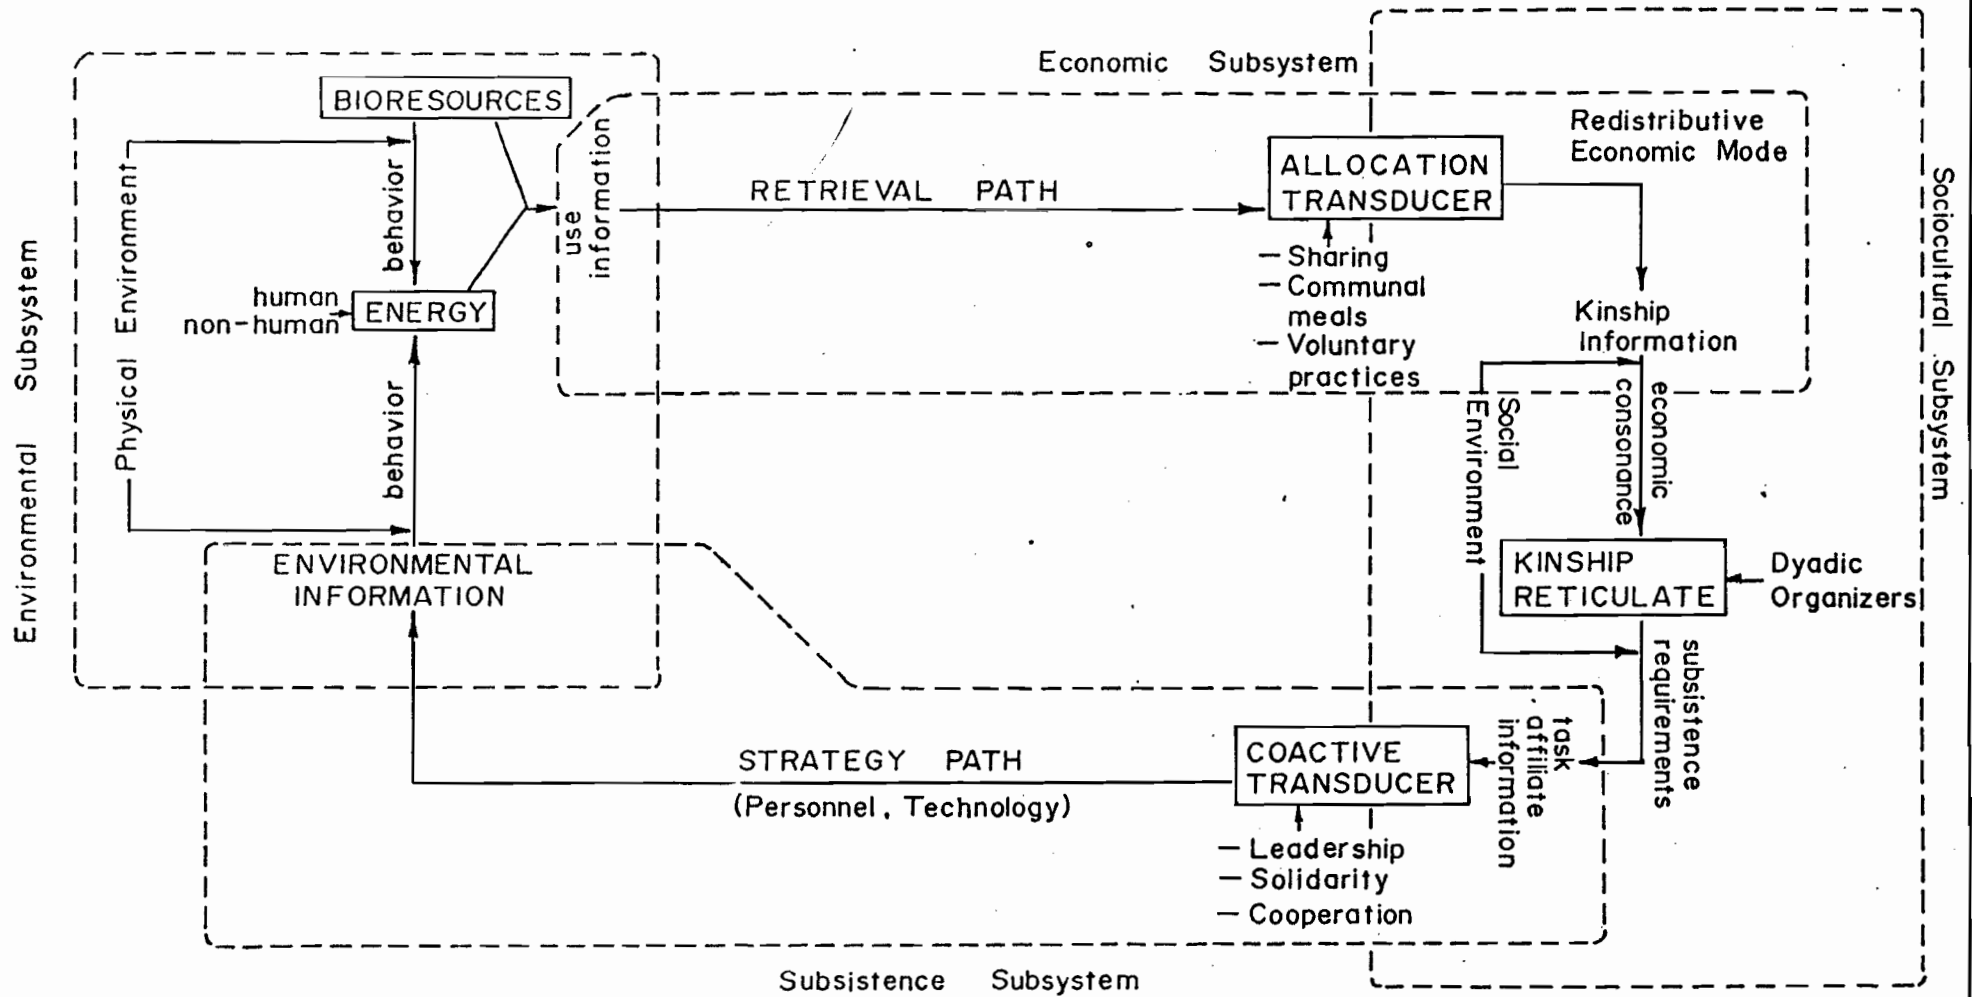 Economic Subsystem
BIORESOURCES
Redistributive
Economic Mode
Physical Environment
behavior
use
information
RETRIEVAL PATH
ALLOCATION
TRANSDUCER
Sociocultural Subsystem
Environmental Subsystem
human
non-human
ENERGY
— Sharing
— Communal
meals
— Voluntary
practices
Kinship
Information
behavior
Social
Environment
economic
consonance
ENVIRONMENTAL
INFORMATION
KINSHIP
RETICULATE
Dyadic
Organizers
subsistence
requirements
STRATEGY PATH
(Personnel, Technology)
COACTIVE
TRANSDUCER
task
affiliate
information
— Leadership
— Solidarity
— Cooperation
Subsistence Subsystem